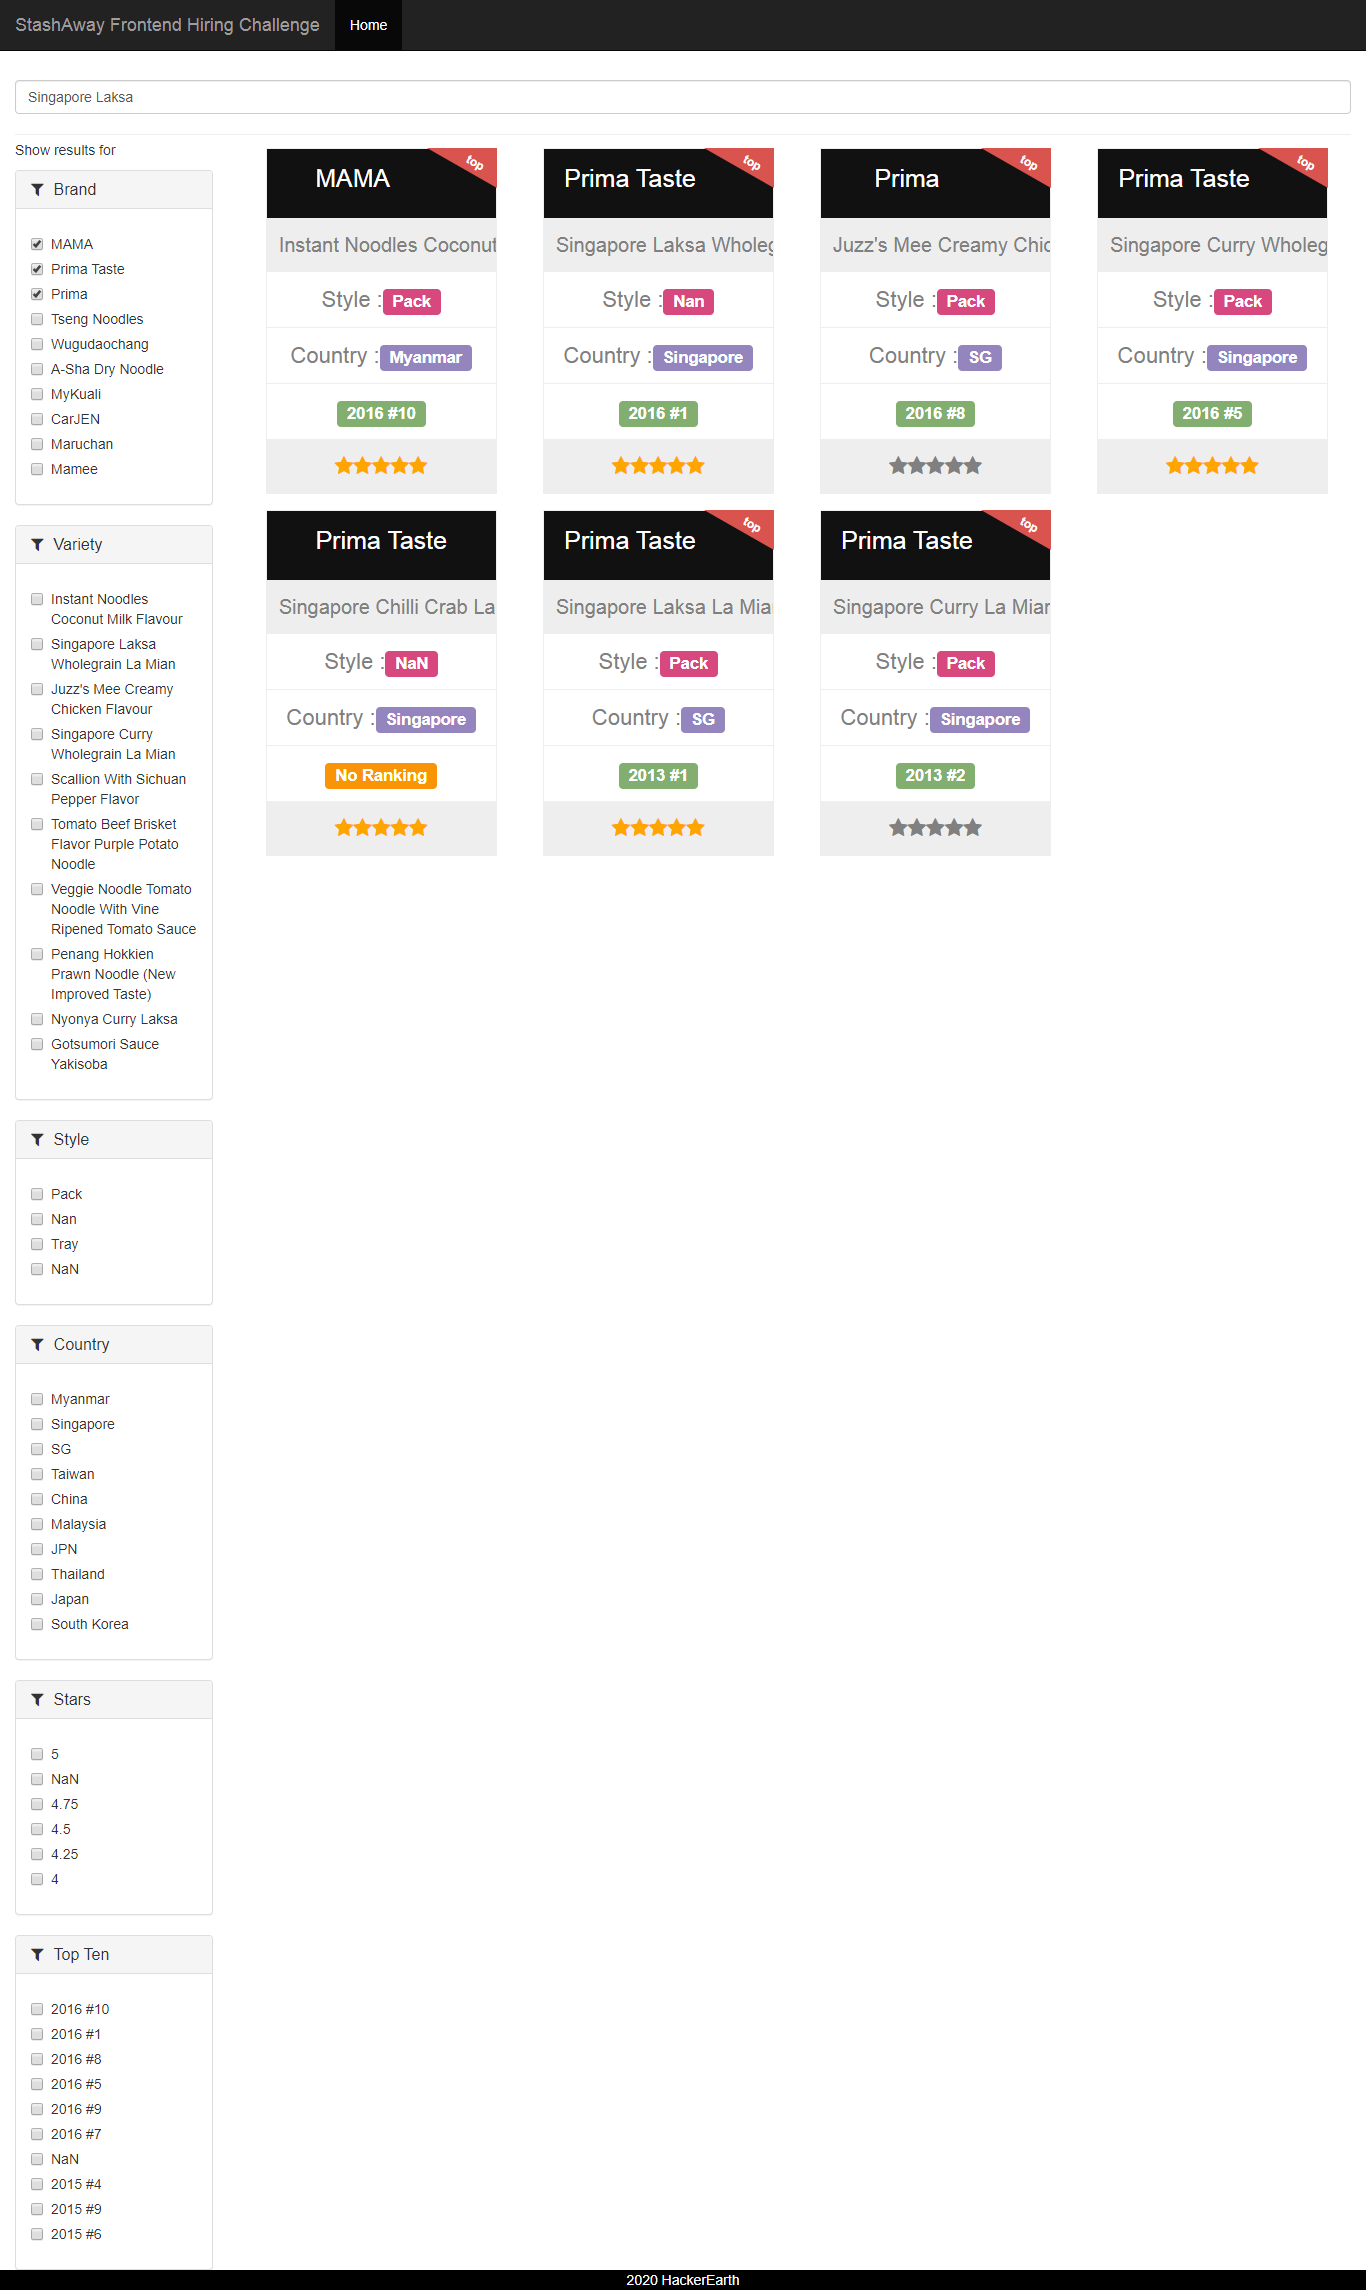 StashAway Frontend Hiring Challenge Home
Singapore Laksa
Show results for
Brand
MAMA
Prima Taste
Prima
Tseng Noodles
Wugudaochang
A-Sha Dry Noodle
MyKuali
CarJEN
Maruchan
Mamee
Variety
Instant Noodles
Coconut Milk Flavour
Singapore Laksa
Wholegrain La Mian
Juzz's Mee Creamy
Chicken Flavour
Singapore Curry
Wholegrain La Mian
Scallion With Sichuan
Pepper Flavor
Tomato Beef Brisket
Flavor Purple Potato
Noodle
Veggie Noodle Tomato
Noodle With Vine
Ripened Tomato Sauce
Penang Hokkien
Prawn Noodle (New
Improved Taste)
Nyonya Curry Laksa
Gotsumori Sauce
Yakisoba
Style
Pack
Nan
Tray
NaN
Country
Myanmar
Singapore
SG
Taiwan
China
Malaysia
JPN
Thailand
Japan
South Korea
Stars
5
NaN
4.75
4.5
4.25
4
Top Ten
2016 #10
2016 #1
2016 #8
2016 #5
2016 #9
2016 #7
NaN
2015 #4
2015 #9
2015 #6
MAMA
top
Instant Noodles Coconut
Style : Pack
Country : Myanmar
2016 #10
Prima Taste
top
Singapore Laksa Wholeg
Style : Nan
Country : Singapore
2016 #1
Prima
top
Juzz's Mee Creamy Chic
Style : Pack
Country : SG
2016 #8
Prima Taste
top
Singapore Curry Wholeg
Style : Pack
Country : Singapore
2016 #5
Prima Taste
Singapore Chilli Crab La
Style : NaN
Country : Singapore
No Ranking
Prima Taste
top
Singapore Laksa La Mia
Style : Pack
Country : SG
2013 #1
Prima Taste
top
Singapore Curry La Mian
Style : Pack
Country : Singapore
2013 #2
2020 HackerEarth